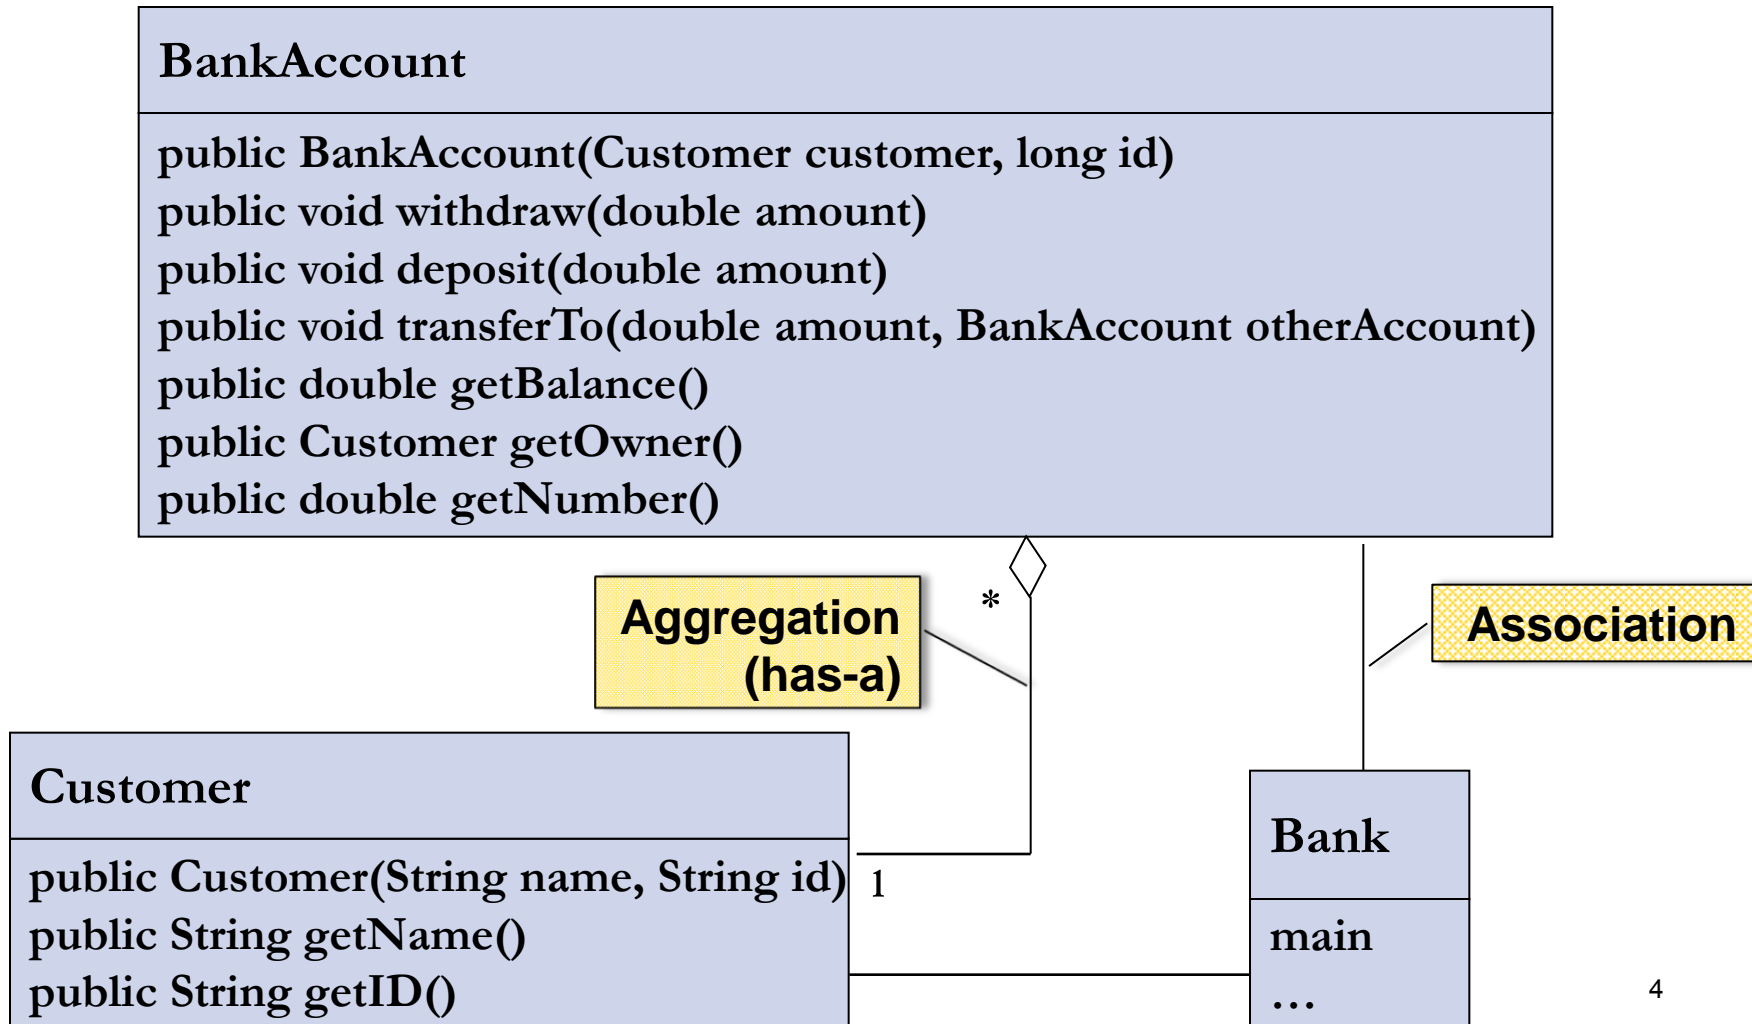 BankAccount
public BankAccount(Customer customer, long id)
public void withdraw(double amount)
public void deposit(double amount)
public void transferTo(double amount, BankAccount otherAccount)
public double getBalance()
public Customer getOwner()
public double getNumber()
Aggregation
(has-a)
*
Association
Customer
public Customer(String name, String id)
public String getName()
public String getID()
1
Bank
main
…
4